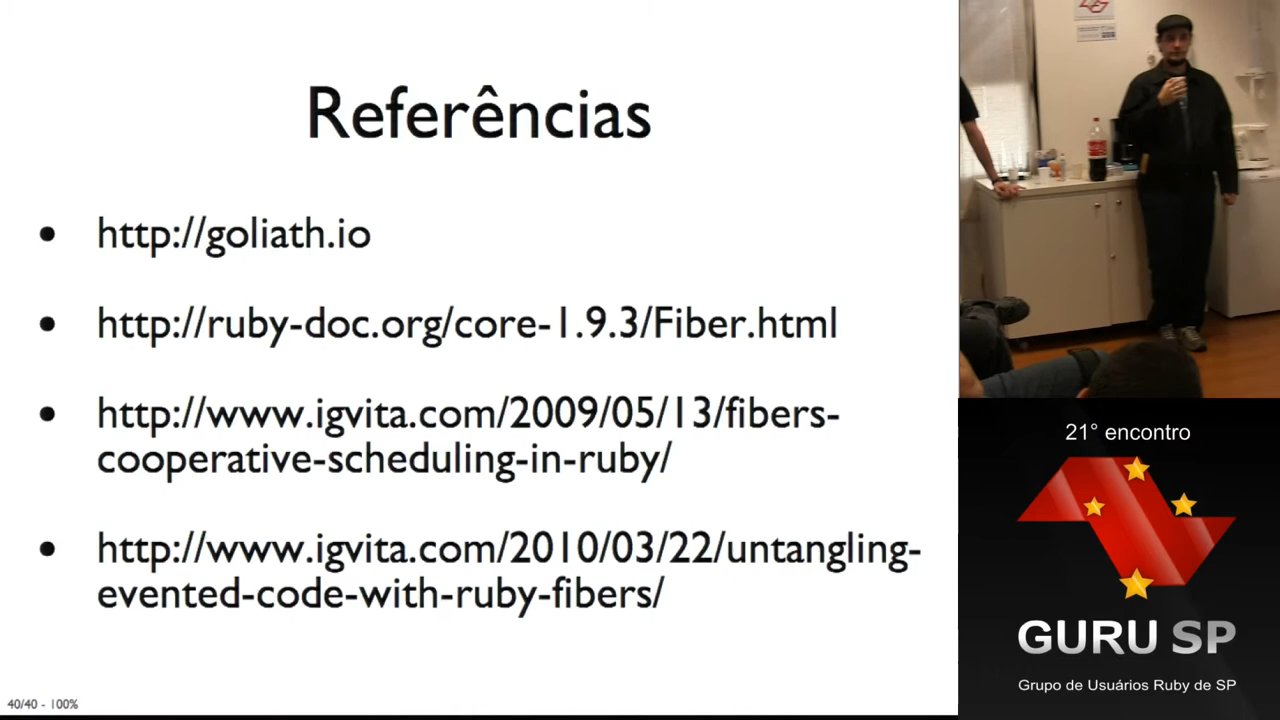 Referências
• http://goliath.io
• http://ruby-doc.org/core-1.9.3/Fiber.html
• http://www.igvita.com/2009/05/13/fibers-
cooperative-scheduling-in-ruby/
• http://www.igvita.com/2010/03/22/untangling-
evented-code-with-ruby-fibers/
40/40 - 100%
21° encontro
GURU SP
Grupo de Usuários Ruby de SP